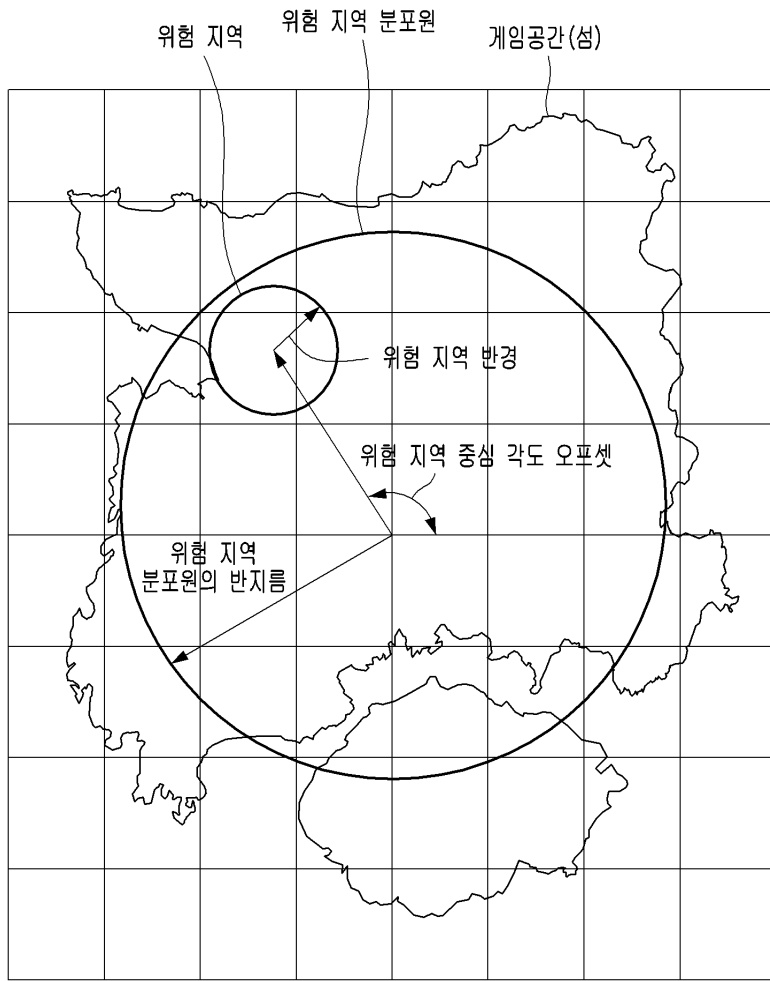 위험 지역
위험 지역 분포원
게임공간(섬)
위험 지역 반경
위험 지역 중심 각도 오프셋
위험 지역
분포원의 반지름